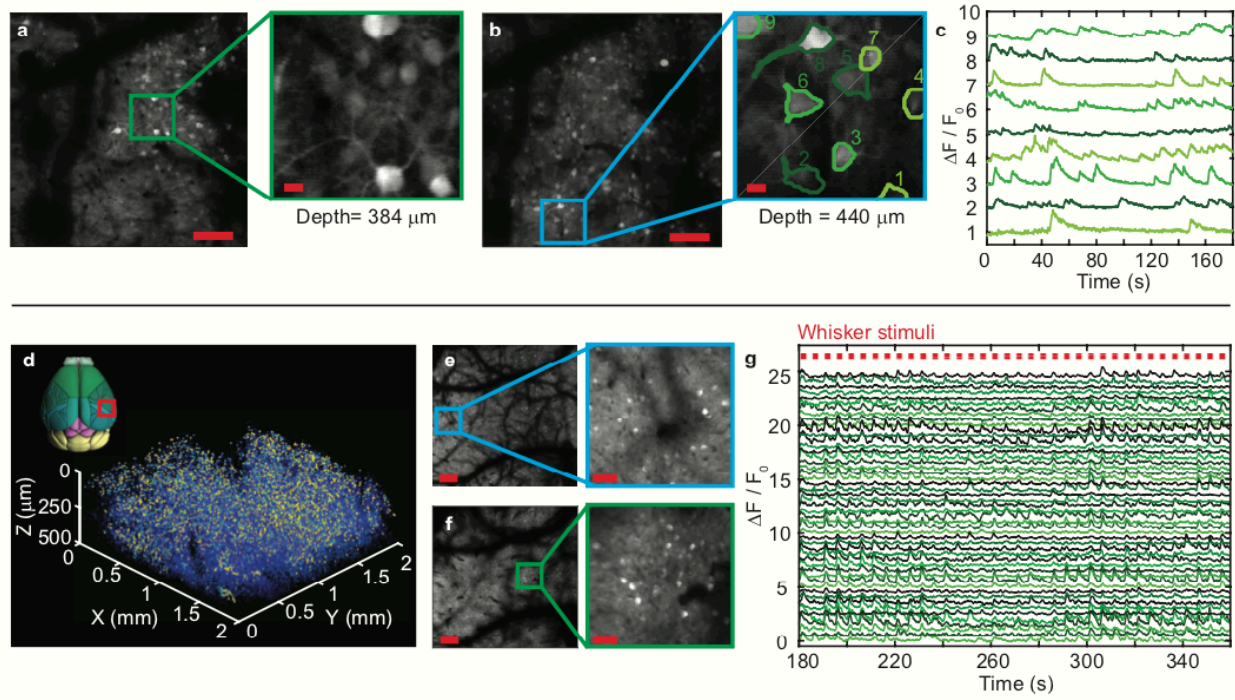 a
Depth= 384 μm
b
9
7
8
5
6
4
3
2
1
Depth = 440 μm
c
10
9
8
7
6
5
4
3
2
1
ΔF / F0
0
40
80
120
160
Time (s)
d
0
250
500
Z (μm)
0
0.5
1
1.5
2
X (mm)
0
0.5
1
1.5
2
Y (mm)
e
f
Whisker stimuli
g
25
20
15
10
5
0
ΔF / F0
180
220
260
300
340
Time (s)